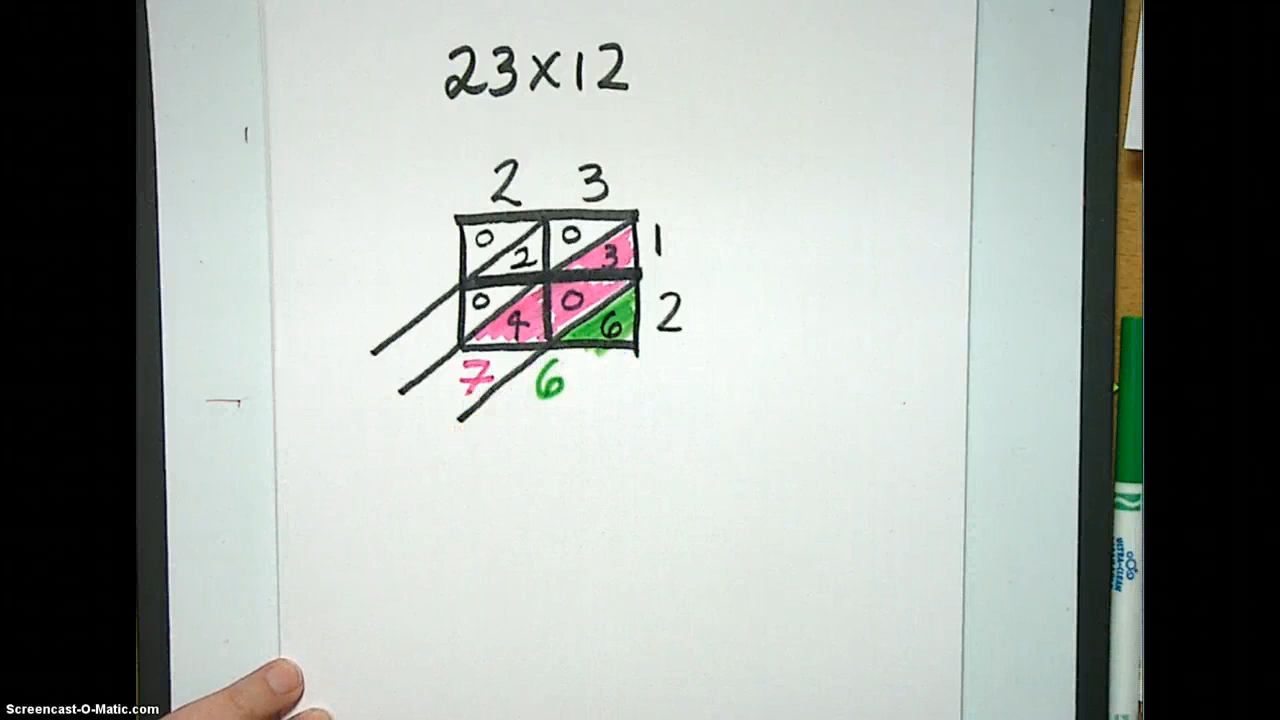 23x12
2 3
0 2 0 3 1
0 4 0 6 2
7 6
Screencast-O-Matic.com